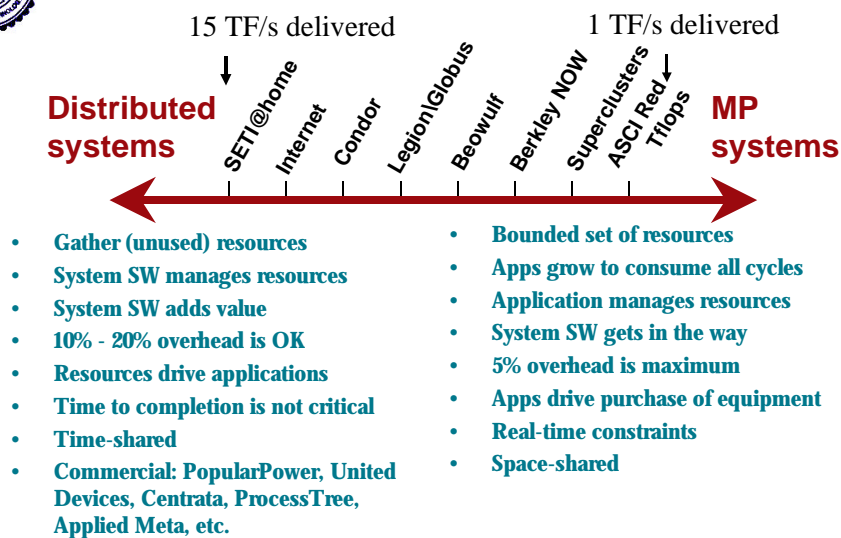 15 TF/s delivered
1 TF/s delivered
Distributed
systems
SETI@home
Internet
Condor
Legion\Globus
Beowulf
Berkley NOW
Superclusters
ASCI Red
Tflops
MP
systems
• Gather (unused) resources
• System SW manages resources
• System SW adds value
• 10% - 20% overhead is OK
• Resources drive applications
• Time to completion is not critical
• Time-shared
• Commercial: PopularPower, United
Devices, Centrata, ProcessTree,
Applied Meta, etc.
• Bounded set of resources
• Apps grow to consume all cycles
• Application manages resources
• System SW gets in the way
• 5% overhead is maximum
• Apps drive purchase of equipment
• Real-time constraints
• Space-shared